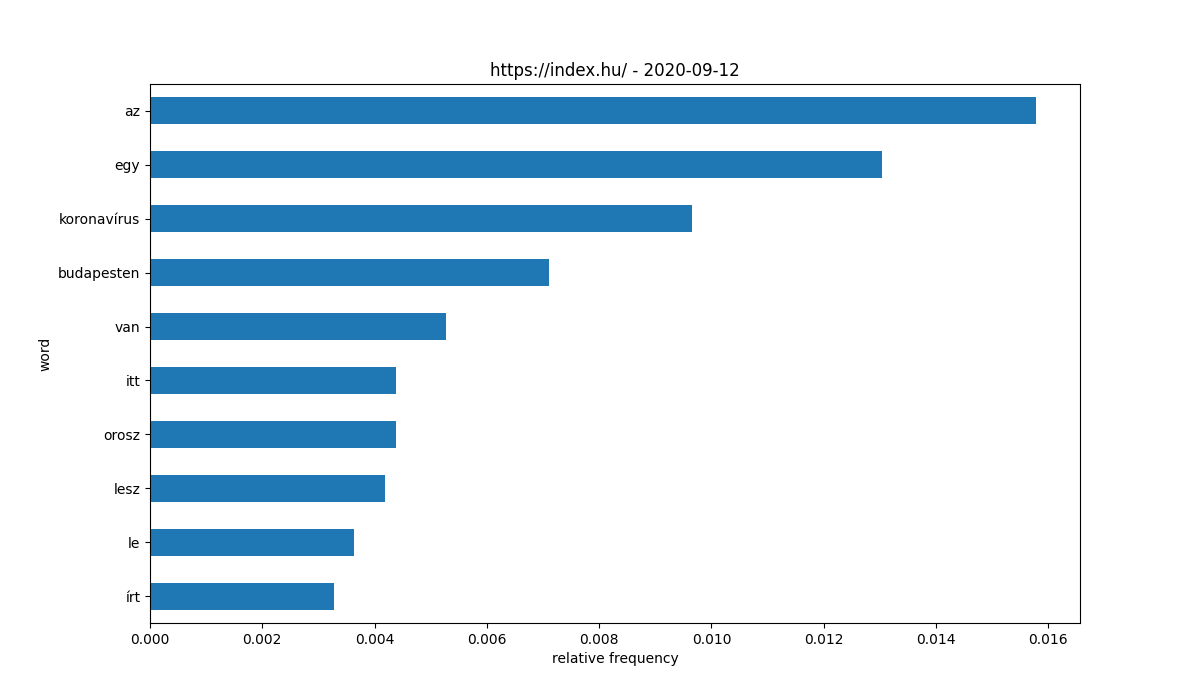 https://index.hu/ - 2020-09-12
az
egy
koronavírus
budapesten
van
itt
orosz
lesz
le
írt
word
0.000 0.002 0.004 0.006 0.008 0.010 0.012 0.014 0.016
relative frequency